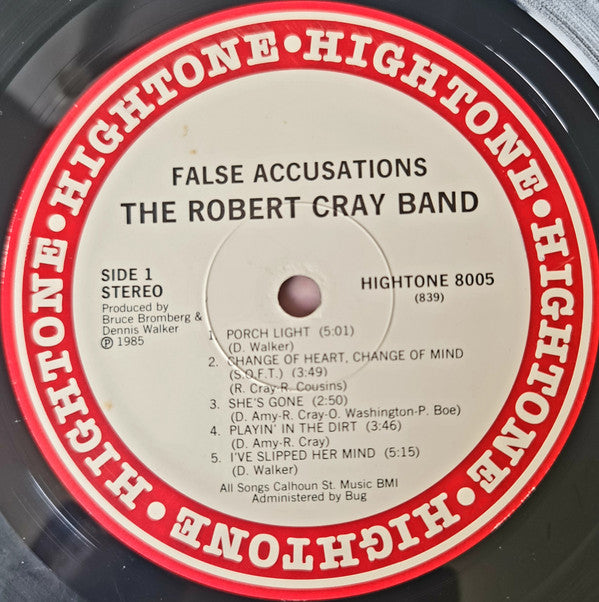 HIGHTONE • HIGHTONE • HIGHTONE • HIGHTONE • HIGHTONE • HIGHTONE • HIGHTONE •
FALSE ACCUSATIONS
THE ROBERT CRAY BAND
SIDE 1
STEREO
Produced by
Bruce Bromberg &
Dennis Walker
℗ 1985
HIGHTONE 8005
(839)
1. PORCH LIGHT (5:01)
(D. Walker)
2. CHANGE OF HEART, CHANGE OF MIND
(S.O.F.T.) (3:49)
(R. Cray-R. Cousins)
3. SHE'S GONE (2:50)
(D. Amy-R. Cray-O. Washington-P. Boe)
4. PLAYIN' IN THE DIRT (3:46)
(D. Amy-R. Cray)
5. I'VE SLIPPED HER MIND (5:15)
(D. Walker)
All Songs Calhoun St. Music BMI
Administered by Bug